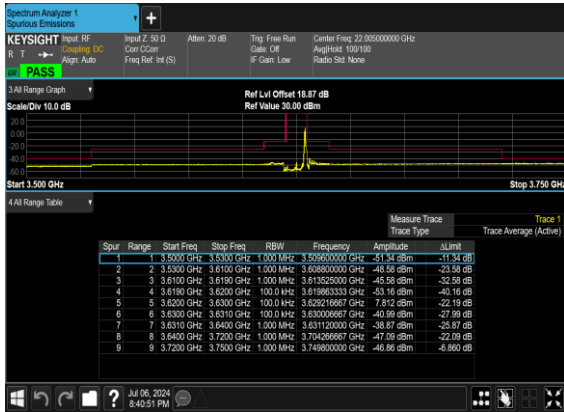 Spectrum Analyzer 1
Spurious Emissions
+
KEYSIGHT Input: RF Input Z: 50 Ω Atten: 20 dB Trig: Free Run Center Freq: 22.005000000 GHz
R T Coupling: DC Corr CCorr Gate: Off Avg|Hold: 100/100
Align: Auto Freq Ref: Int (S) IF Gain: Low Radio Std: None
LXI PASS
3 All Range Graph
Ref Lvl Offset 18.87 dB
Scale/Div 10.0 dB Ref Value 30.00 dBm
20.0
0.00
-20.0
-40.0
-60.0
Start 3.500 GHz Stop 3.750 GHz
4 All Range Table
Measure Trace Trace 1
Trace Type Trace Average (Active)
Spur Range Start Freq Stop Freq RBW Frequency Amplitude ΔLimit
1 1 3.5000 GHz 3.5300 GHz 1.000 MHz 3.509600000 GHz -51.34 dBm -11.34 dB
2 2 3.5300 GHz 3.6100 GHz 1.000 MHz 3.608800000 GHz -48.58 dBm -23.58 dB
3 3 3.6100 GHz 3.6190 GHz 1.000 MHz 3.613525000 GHz -45.58 dBm -32.58 dB
4 4 3.6190 GHz 3.6200 GHz 100.0 kHz 3.619863333 GHz -53.16 dBm -40.16 dB
5 5 3.6200 GHz 3.6300 GHz 100.0 kHz 3.629216667 GHz 7.812 dBm -22.19 dB
6 6 3.6300 GHz 3.6310 GHz 100.0 kHz 3.630006667 GHz -40.99 dBm -27.99 dB
7 7 3.6310 GHz 3.6400 GHz 1.000 MHz 3.631120000 GHz -38.87 dBm -25.87 dB
8 8 3.6400 GHz 3.7200 GHz 1.000 MHz 3.704266667 GHz -47.09 dBm -22.09 dB
9 9 3.7200 GHz 3.7500 GHz 1.000 MHz 3.749800000 GHz -46.86 dBm -6.860 dB
? Jul 06, 2024
8:40:51 PM